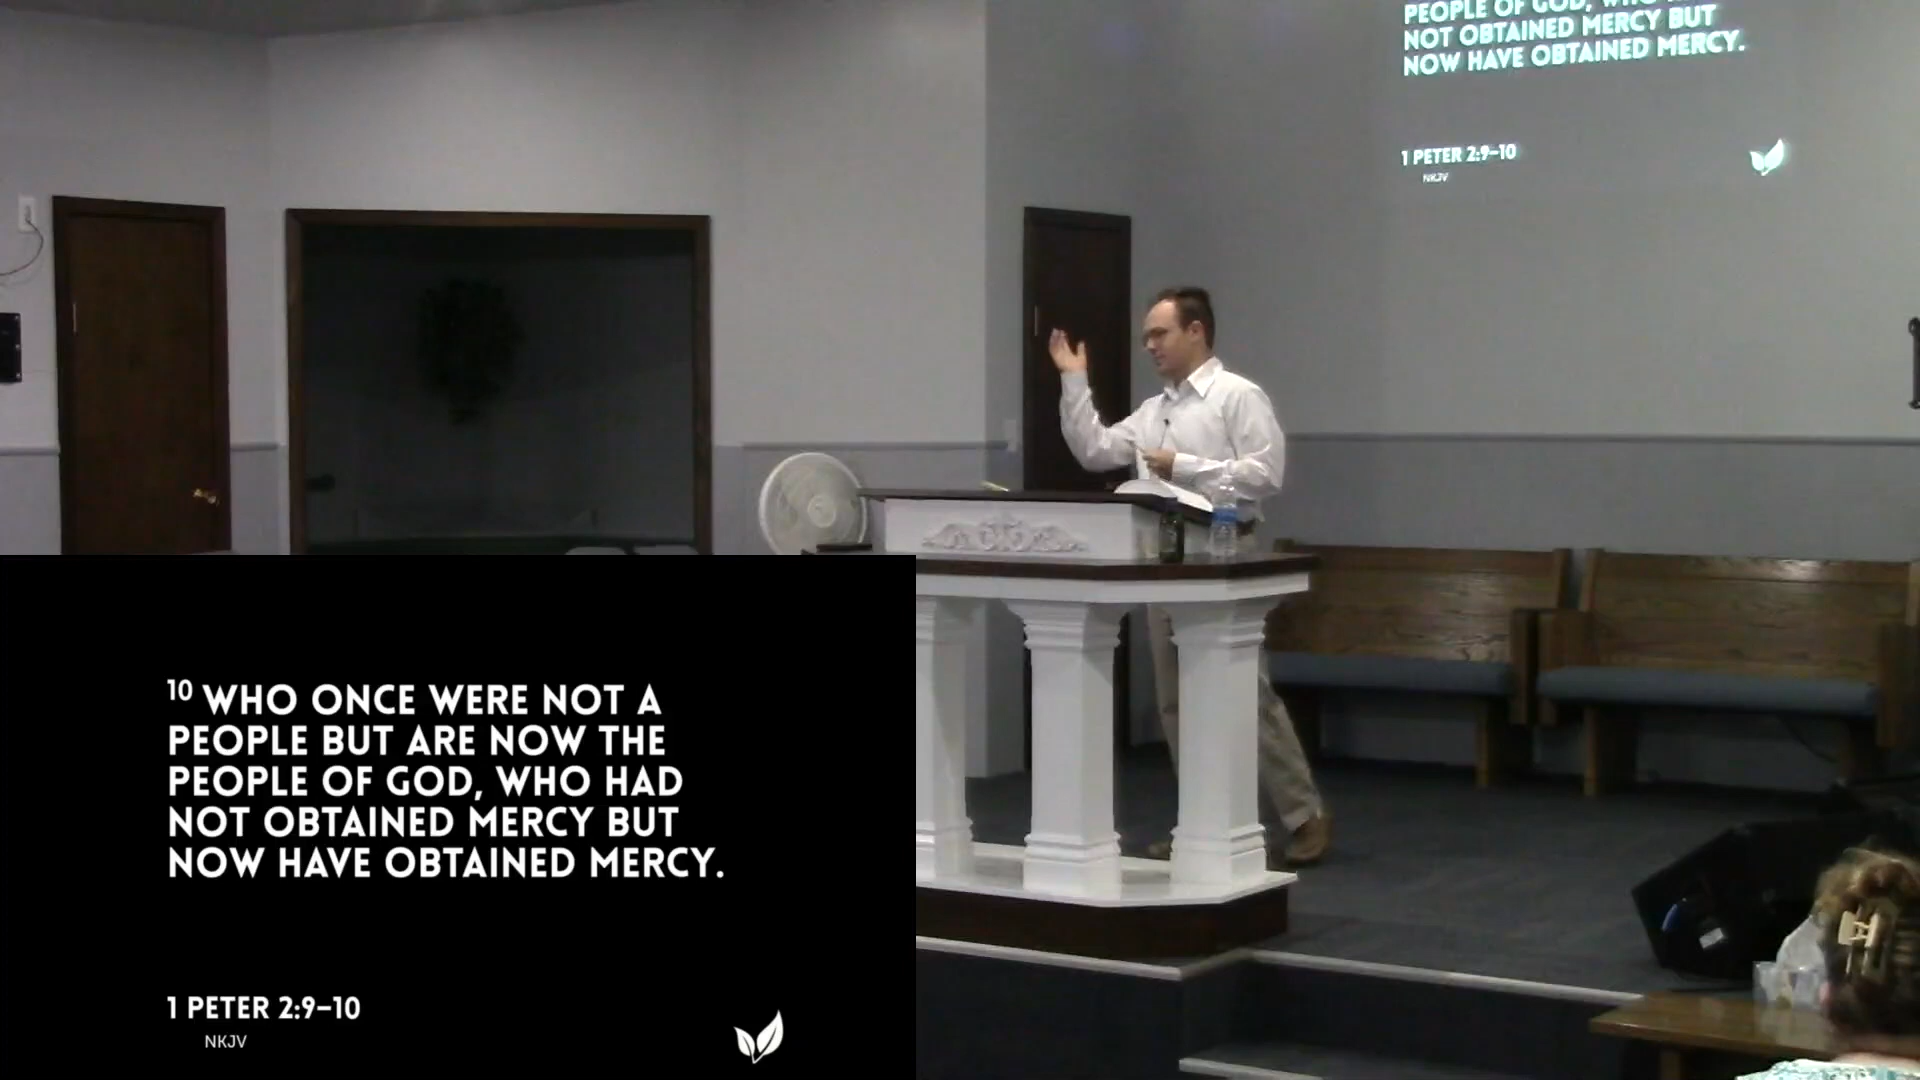 PEOPLE OF GOD,
NOT OBTAINED MERCY BUT
NOW HAVE OBTAINED MERCY.
1 PETER 2:9–10
NKJV
10 WHO ONCE WERE NOT A
PEOPLE BUT ARE NOW THE
PEOPLE OF GOD, WHO HAD
NOT OBTAINED MERCY BUT
NOW HAVE OBTAINED MERCY.
1 PETER 2:9–10
NKJV